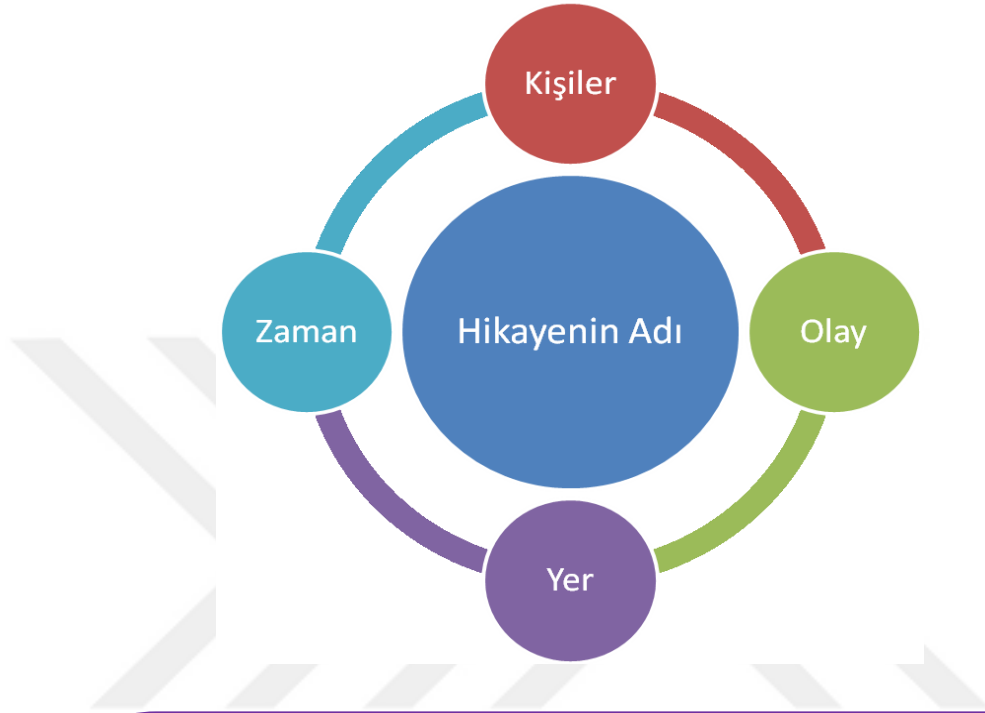 Kişiler
Zaman
Hikayenin Adı
Olay
Yer